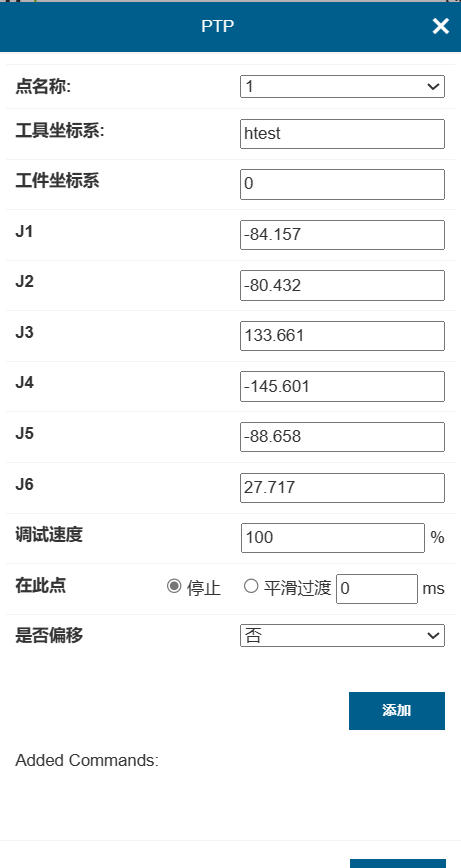 PTP
点名称: 1
工具坐标系: htest
工件坐标系 0
J1 -84.157
J2 -80.432
J3 133.661
J4 -145.601
J5 -88.658
J6 27.717
调试速度 100 %
在此点 停止 平滑过渡 0 ms
是否偏移 否
添加
Added Commands: